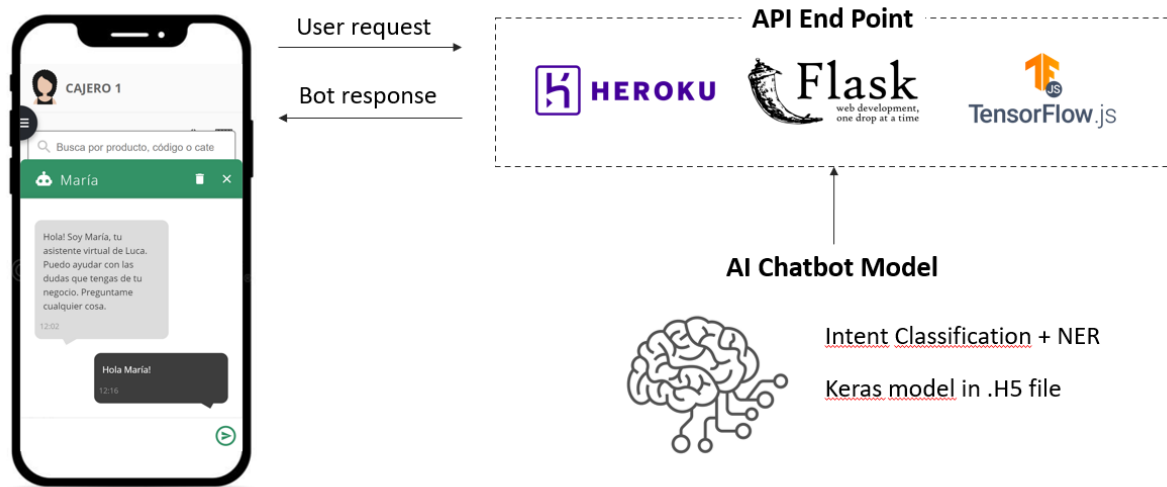 CAJERO 1
Busca por producto, código o cate
María
Hola! Soy María, tu
asistente virtual de Luca.
Puedo ayudar con las
dudas que tengas de tu
negocio. Preguntame
cualquier cosa.
12:02
Hola María!
12:16
User request
Bot response
API End Point
HEROKU
Flask
web development,
one drop at a time
TF
JS
TensorFlow.js
AI Chatbot Model
Intent Classification + NER
Keras model in .H5 file